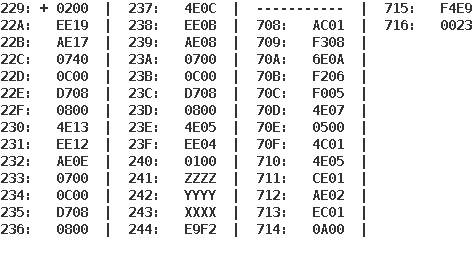 229: + 0200 | 237: 4E0C | ----------- | 715: F4E9
22A: EE19 | 238: EE0B | 708: AC01 | 716: 0023
22B: AE17 | 239: AE08 | 709: F308 |
22C: 0740 | 23A: 0700 | 70A: 6E0A |
22D: 0C00 | 23B: 0C00 | 70B: F206 |
22E: D708 | 23C: D708 | 70C: F005 |
22F: 0800 | 23D: 0800 | 70D: 4E07 |
230: 4E13 | 23E: 4E05 | 70E: 0500 |
231: EE12 | 23F: EE04 | 70F: 4C01 |
232: AE0E | 240: 0100 | 710: 4E05 |
233: 0700 | 241: ZZZZ | 711: CE01 |
234: 0C00 | 242: YYYY | 712: AE02 |
235: D708 | 243: XXXX | 713: EC01 |
236: 0800 | 244: E9F2 | 714: 0A00 |